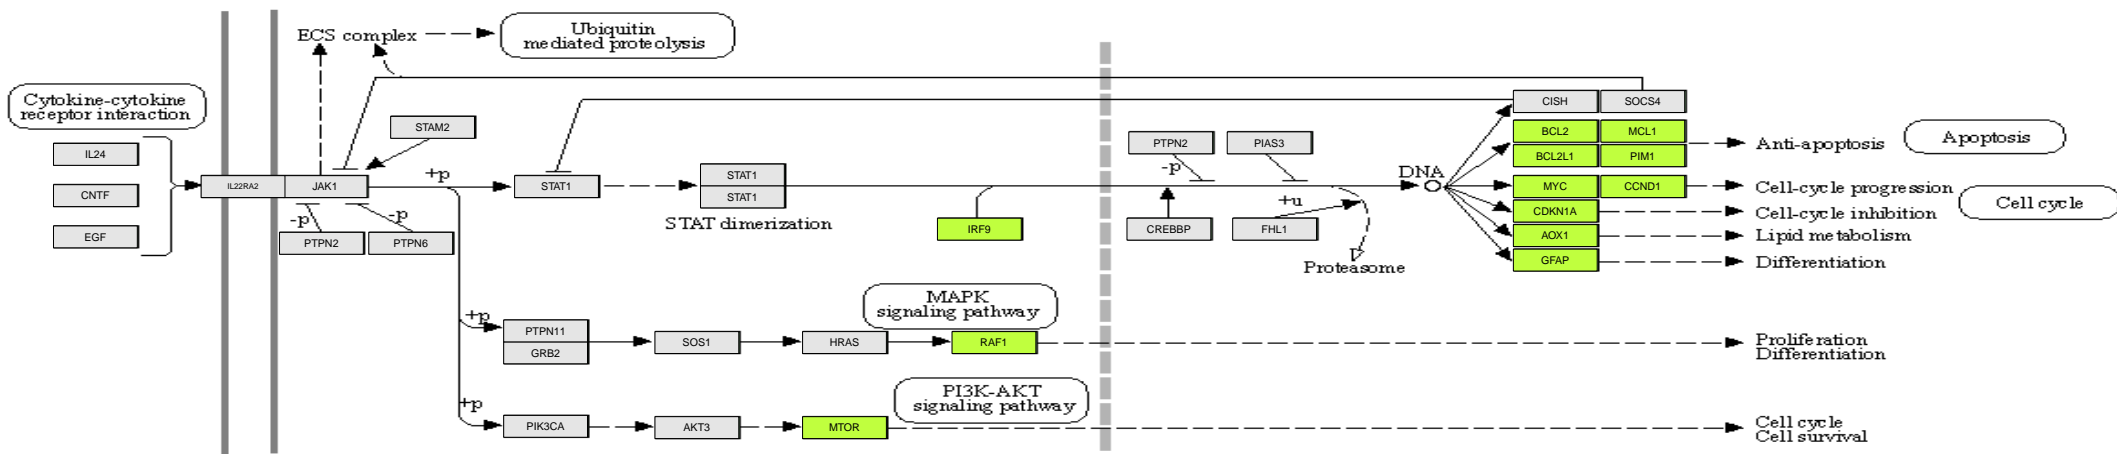 ECS complex
Ubiquitin
mediated proteolysis
Cytokine-cytokine
receptor interaction
CISH
SOCS4
STAM2
BCL2
MCL1
PTPN2
PIAS3
Anti-apoptosis
Apoptosis
IL24
BCL2L1
PIM1
-p
DNA
IL22RA2
JAK1
+p
STAT1
STAT1
STAT1
MYC
CCND1
Cell-cycle progression
CNTF
-p
-p
STAT dimerization
+u
CDKN1A
Cell-cycle inhibition
Cell cycle
EGF
PTPN2
PTPN6
IRF9
CREBBP
FHL1
AOX1
Lipid metabolism
Proteasome
GFAP
Differentiation
MAPK
signaling pathway
+p
PTPN11
GRB2
SOS1
HRAS
RAF1
Proliferation
Differentiation
PI3K-AKT
signaling pathway
+p
PIK3CA
AKT3
MTOR
Cell cycle
Cell survival